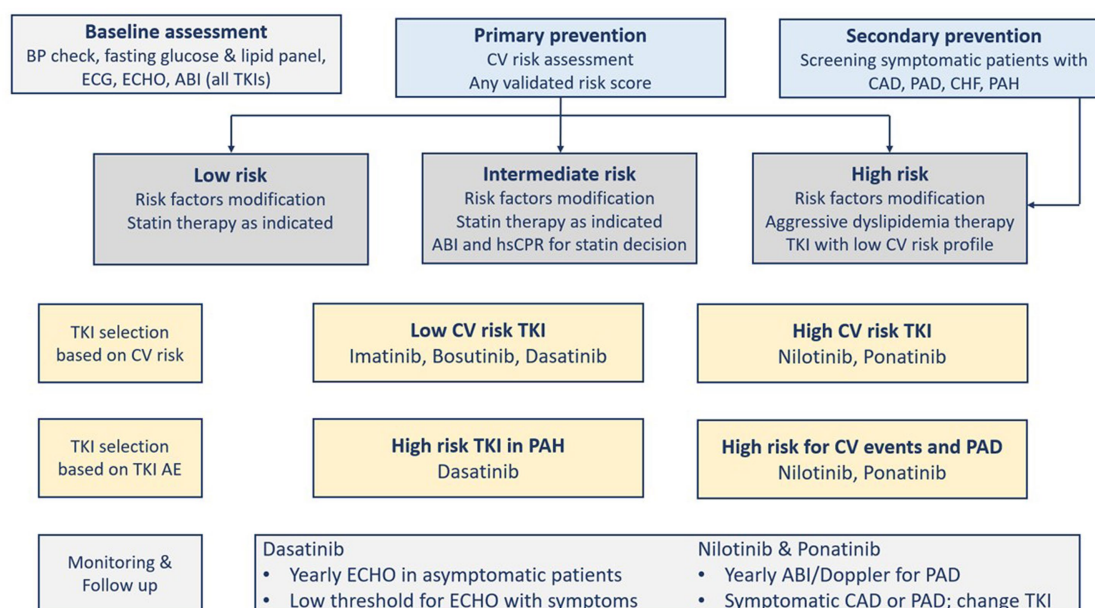 Baseline assessment
BP check, fasting glucose & lipid panel,
ECG, ECHO, ABI (all TKIs)
Primary prevention
CV risk assessment
Any validated risk score
Secondary prevention
Screening symptomatic patients with
CAD, PAD, CHF, PAH
Low risk
Risk factors modification
Statin therapy as indicated
Intermediate risk
Risk factors modification
Statin therapy as indicated
ABI and hsCPR for statin decision
High risk
Risk factors modification
Aggressive dyslipidemia therapy
TKI with low CV risk profile
TKI selection
based on CV risk
Low CV risk TKI
Imatinib, Bosutinib, Dasatinib
High CV risk TKI
Nilotinib, Ponatinib
TKI selection
based on TKI AE
High risk TKI in PAH
Dasatinib
High risk for CV events and PAD
Nilotinib, Ponatinib
Monitoring &
Follow up
Dasatinib
• Yearly ECHO in asymptomatic patients
• Low threshold for ECHO with symptoms
Nilotinib & Ponatinib
• Yearly ABI/Doppler for PAD
• Symptomatic CAD or PAD; change TKI